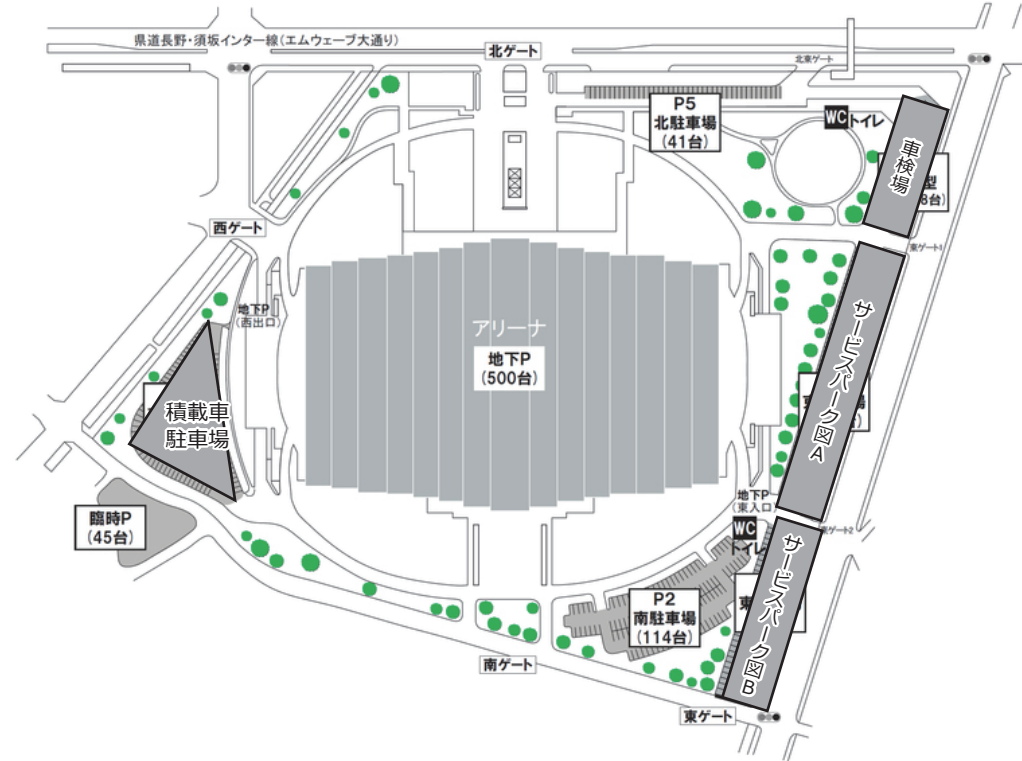 県道長野・須坂インター線(エムウェーブ大通り)
北ゲート
北東ゲート
P5
北駐車場
(41台)
WC
トイレ
車検場
型
8台)
西ゲート
東ゲート1
地下P
(西出口)
アリーナ
地下P
(500台)
サービスパーク図A
積載車
駐車場
臨時P
(45台)
地下P
(東入口)
WC
トイレ
東ゲート2
サービスパーク図B
P2
南駐車場
(114台)
東
南ゲート
東ゲート